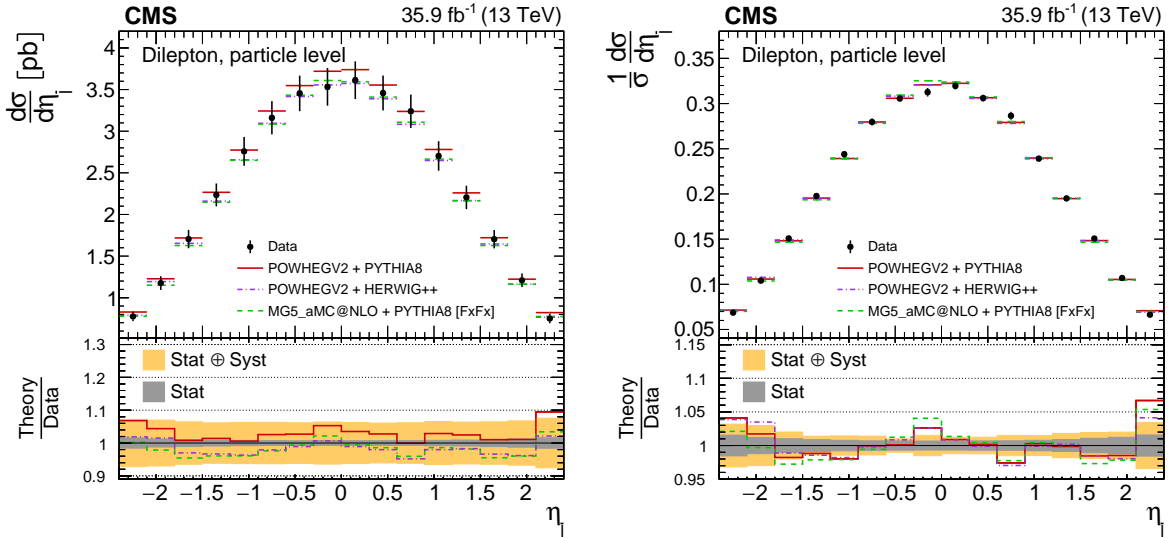 CMS 35.9 fb⁻¹ (13 TeV)
dσ/dη_l̄ [pb]
Dilepton, particle level
4
3.5
3
2.5
2
1.5
1
Data
POWHEGV2 + PYTHIA8
POWHEGV2 + HERWIG++
MG5_aMC@NLO + PYTHIA8 [FxFx]
Theory
Data
1.3
1.2
1.1
1
0.9
Stat ⊕ Syst
Stat
−2 −1.5 −1 −0.5 0 0.5 1 1.5 2
η_l̄
CMS 35.9 fb⁻¹ (13 TeV)
1/σ dσ/dη_l̄
Dilepton, particle level
0.35
0.3
0.25
0.2
0.15
0.1
0.05
Data
POWHEGV2 + PYTHIA8
POWHEGV2 + HERWIG++
MG5_aMC@NLO + PYTHIA8 [FxFx]
Theory
Data
1.15
1.1
1.05
1
0.95
Stat ⊕ Syst
Stat
−2 −1.5 −1 −0.5 0 0.5 1 1.5 2
η_l̄